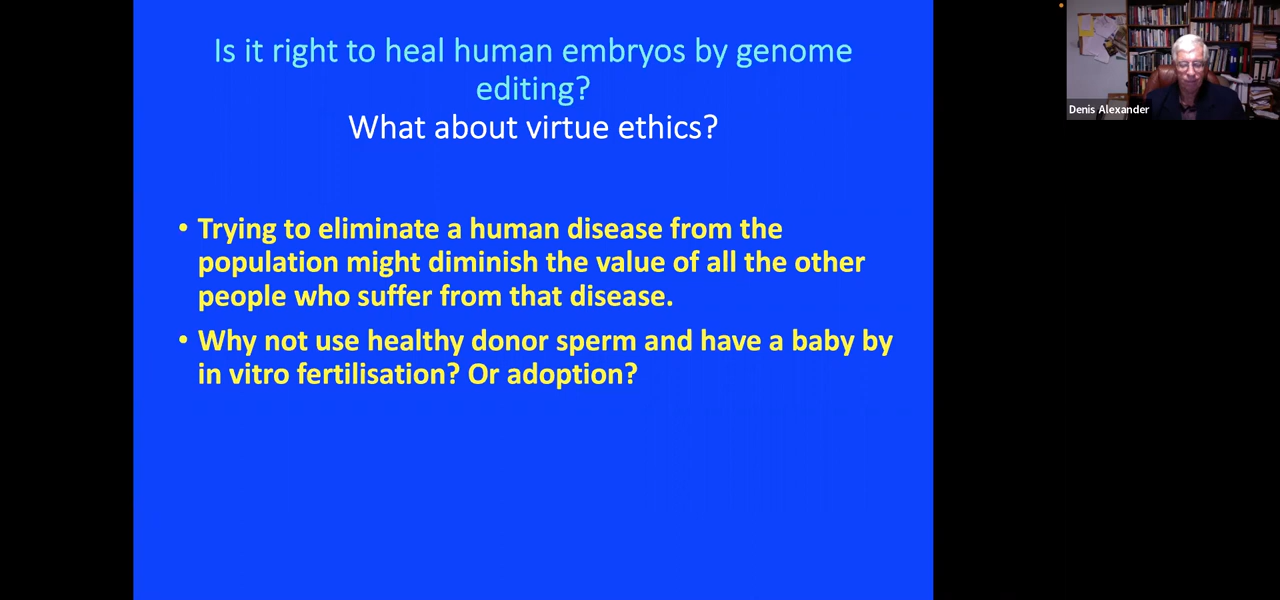 Is it right to heal human embryos by genome
editing?
What about virtue ethics?
• Trying to eliminate a human disease from the
population might diminish the value of all the other
people who suffer from that disease.
• Why not use healthy donor sperm and have a baby by
in vitro fertilisation? Or adoption?
Denis Alexander